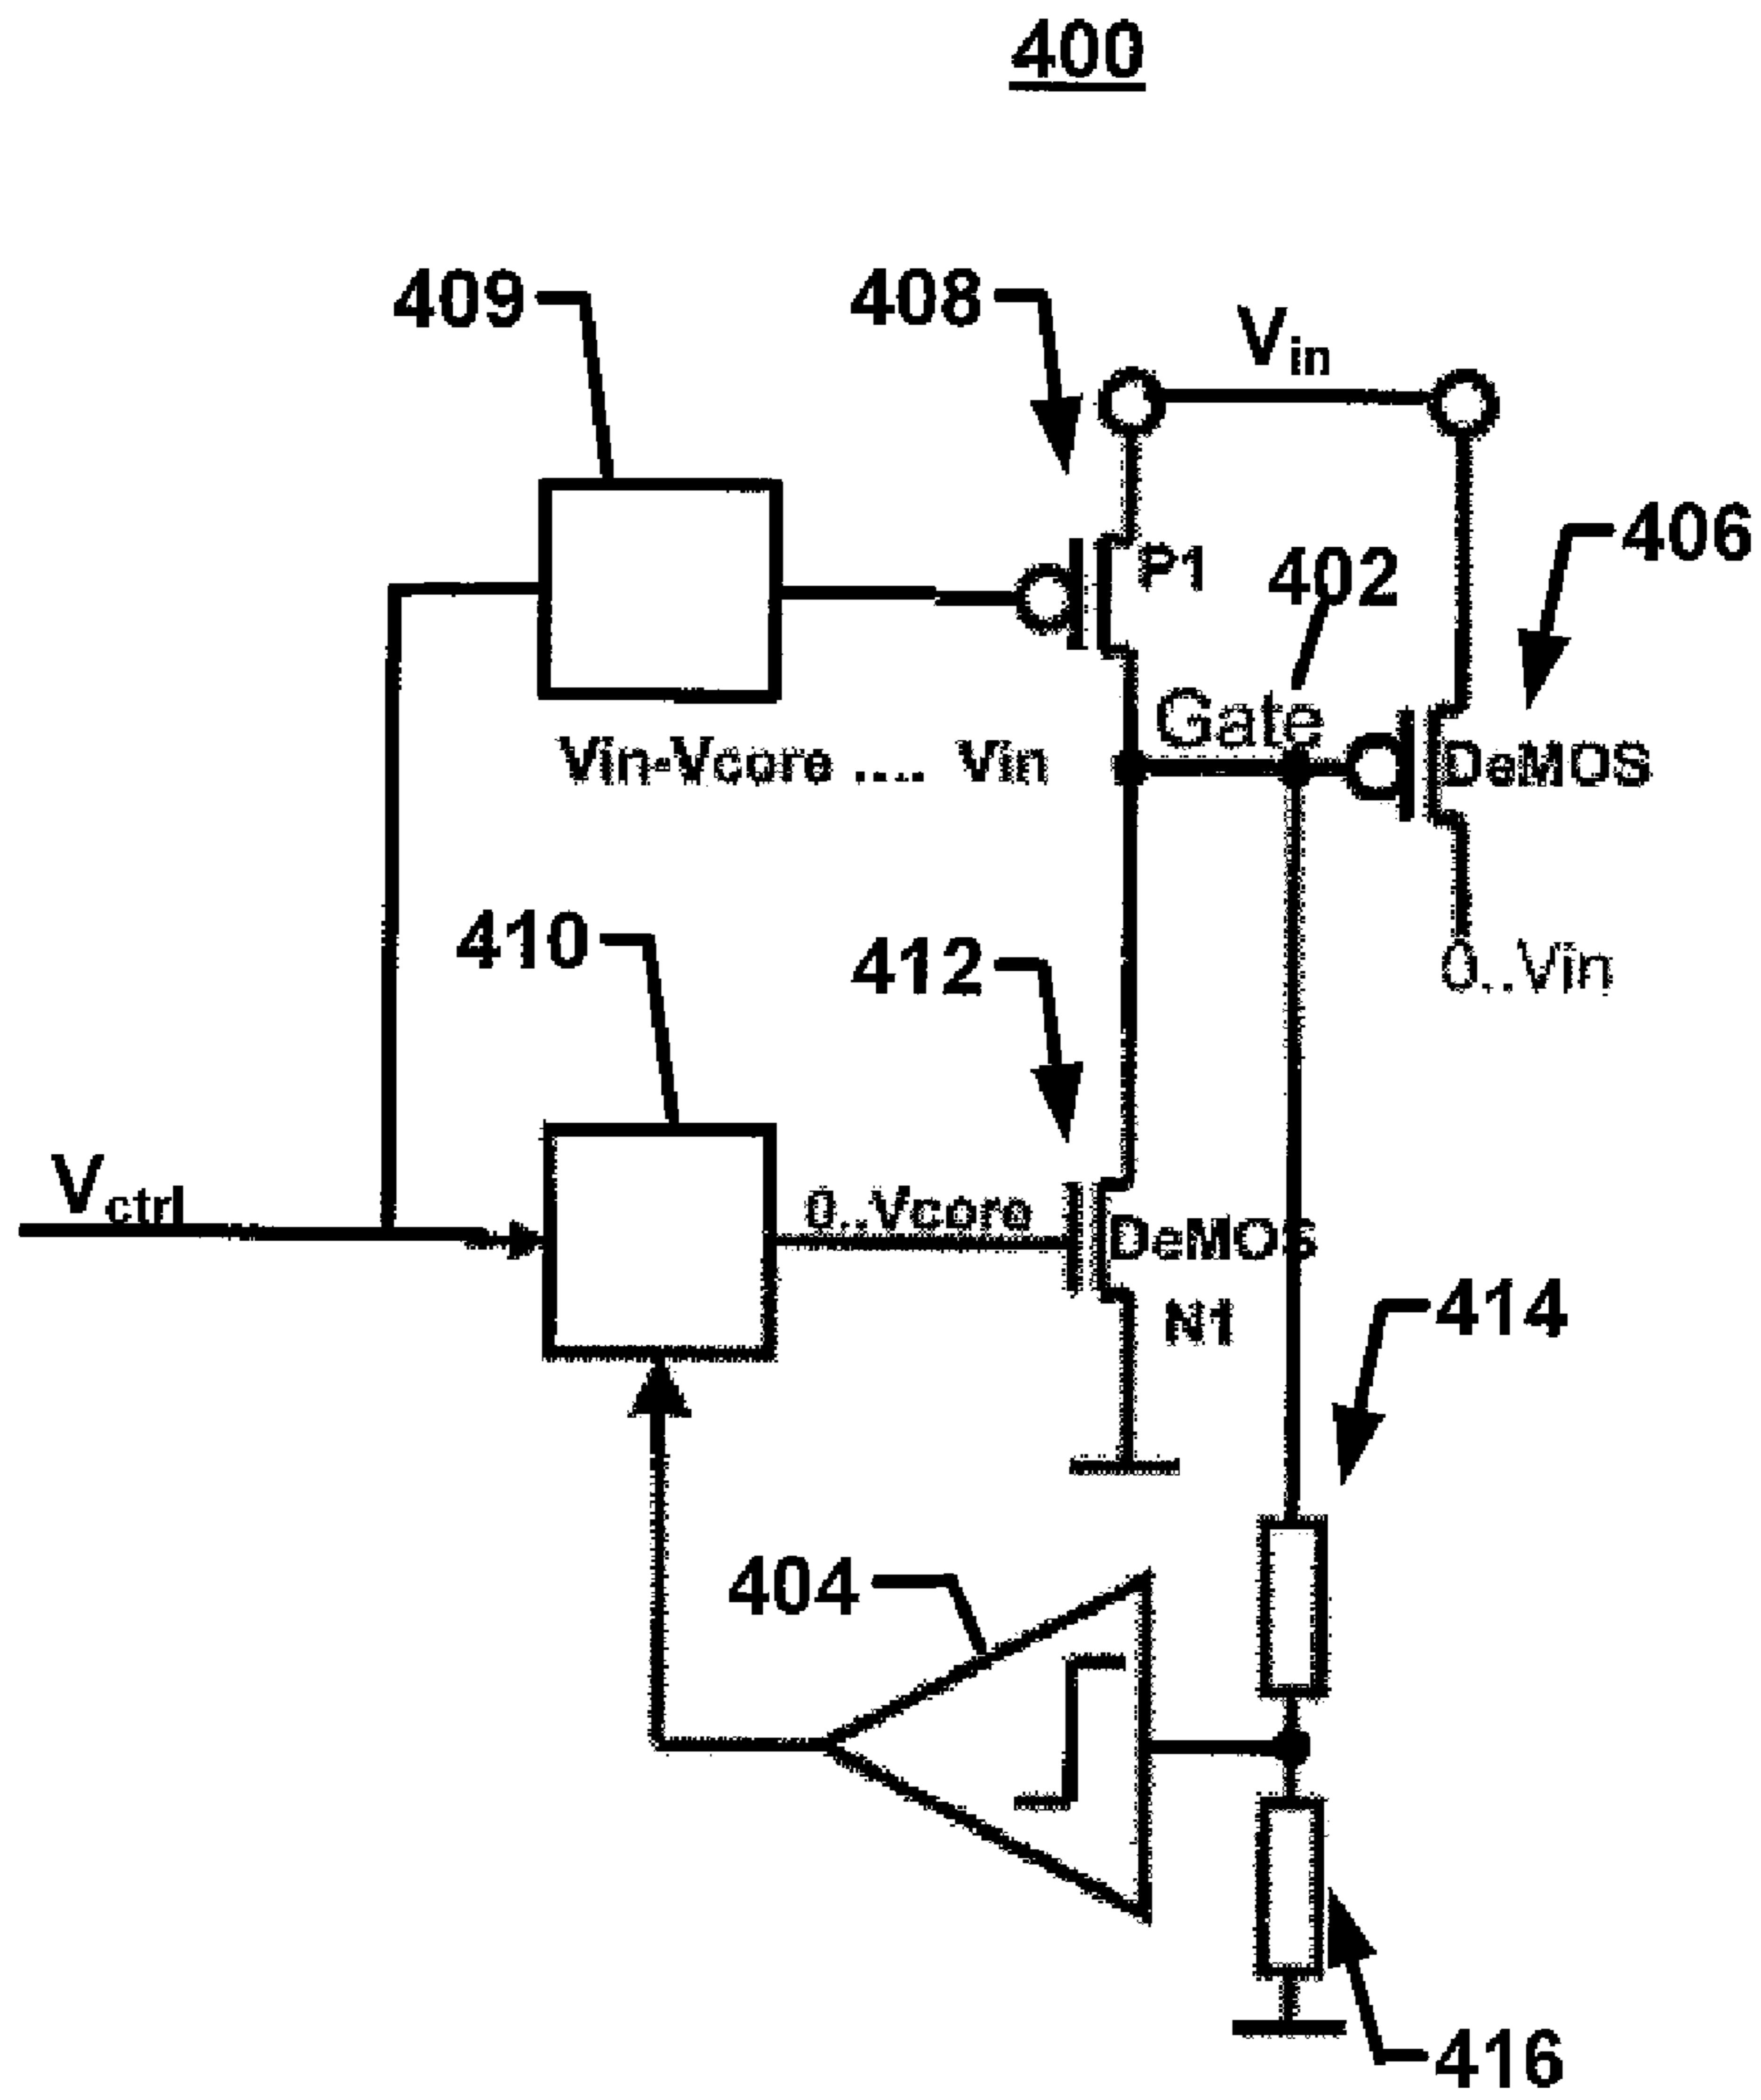 400
409
408
Vin
406
P1
402
Gate
Vin-Vcore .... Vin
DeMOS
410
412
0..Vin
Vctrl
0..Vcore
DeMOS
N1
414
404
416